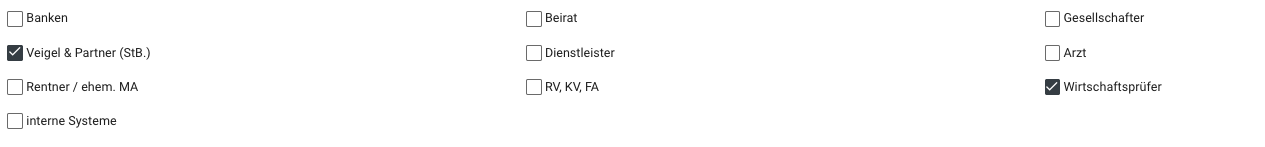 Banken Beirat Gesellschafter
Veigel & Partner (StB.) Dienstleister Arzt
Rentner / ehem. MA RV, KV, FA Wirtschaftsprüfer
interne Systeme